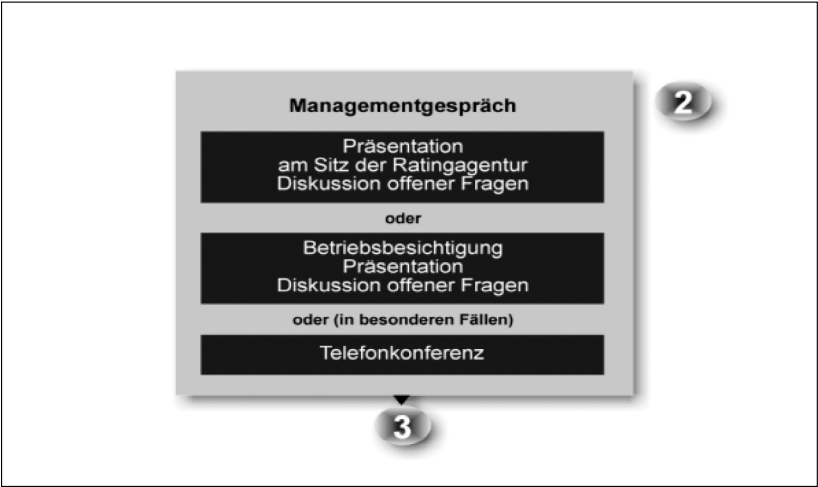 Managementgespräch
2
Präsentation
am Sitz der Ratingagentur
Diskussion offener Fragen
oder
Betriebsbesichtigung
Präsentation
Diskussion offener Fragen
oder (in besonderen Fällen)
Telefonkonferenz
3